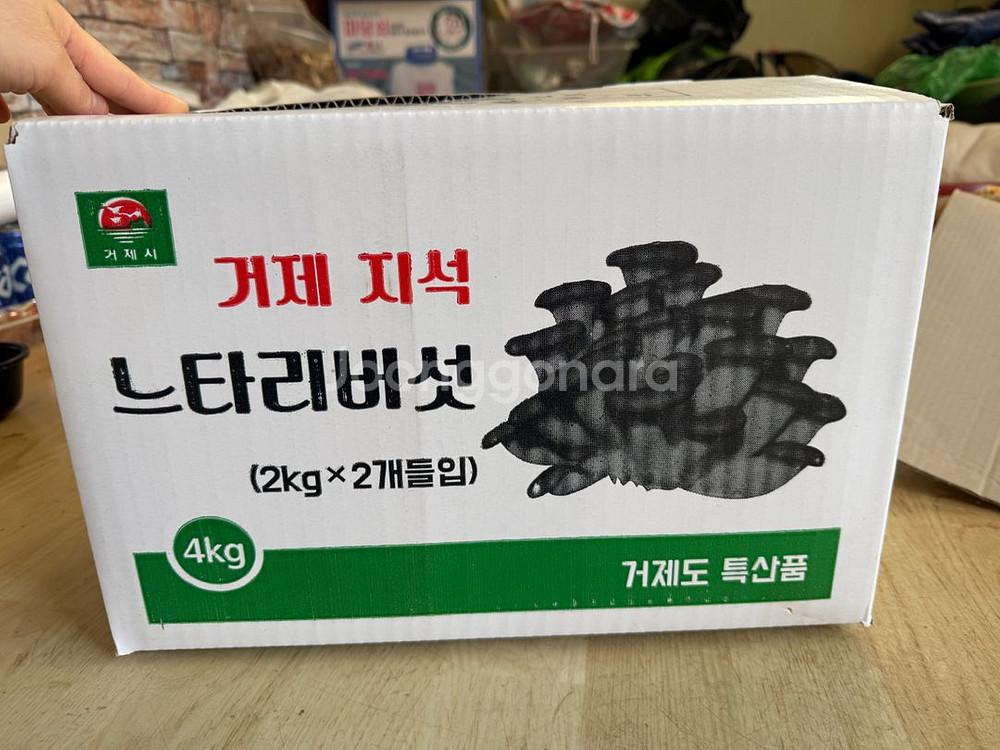 거제시
거제 지석
느타리버섯
Joonggonara
(2kg×2개들입)
4kg
거제도 특산품